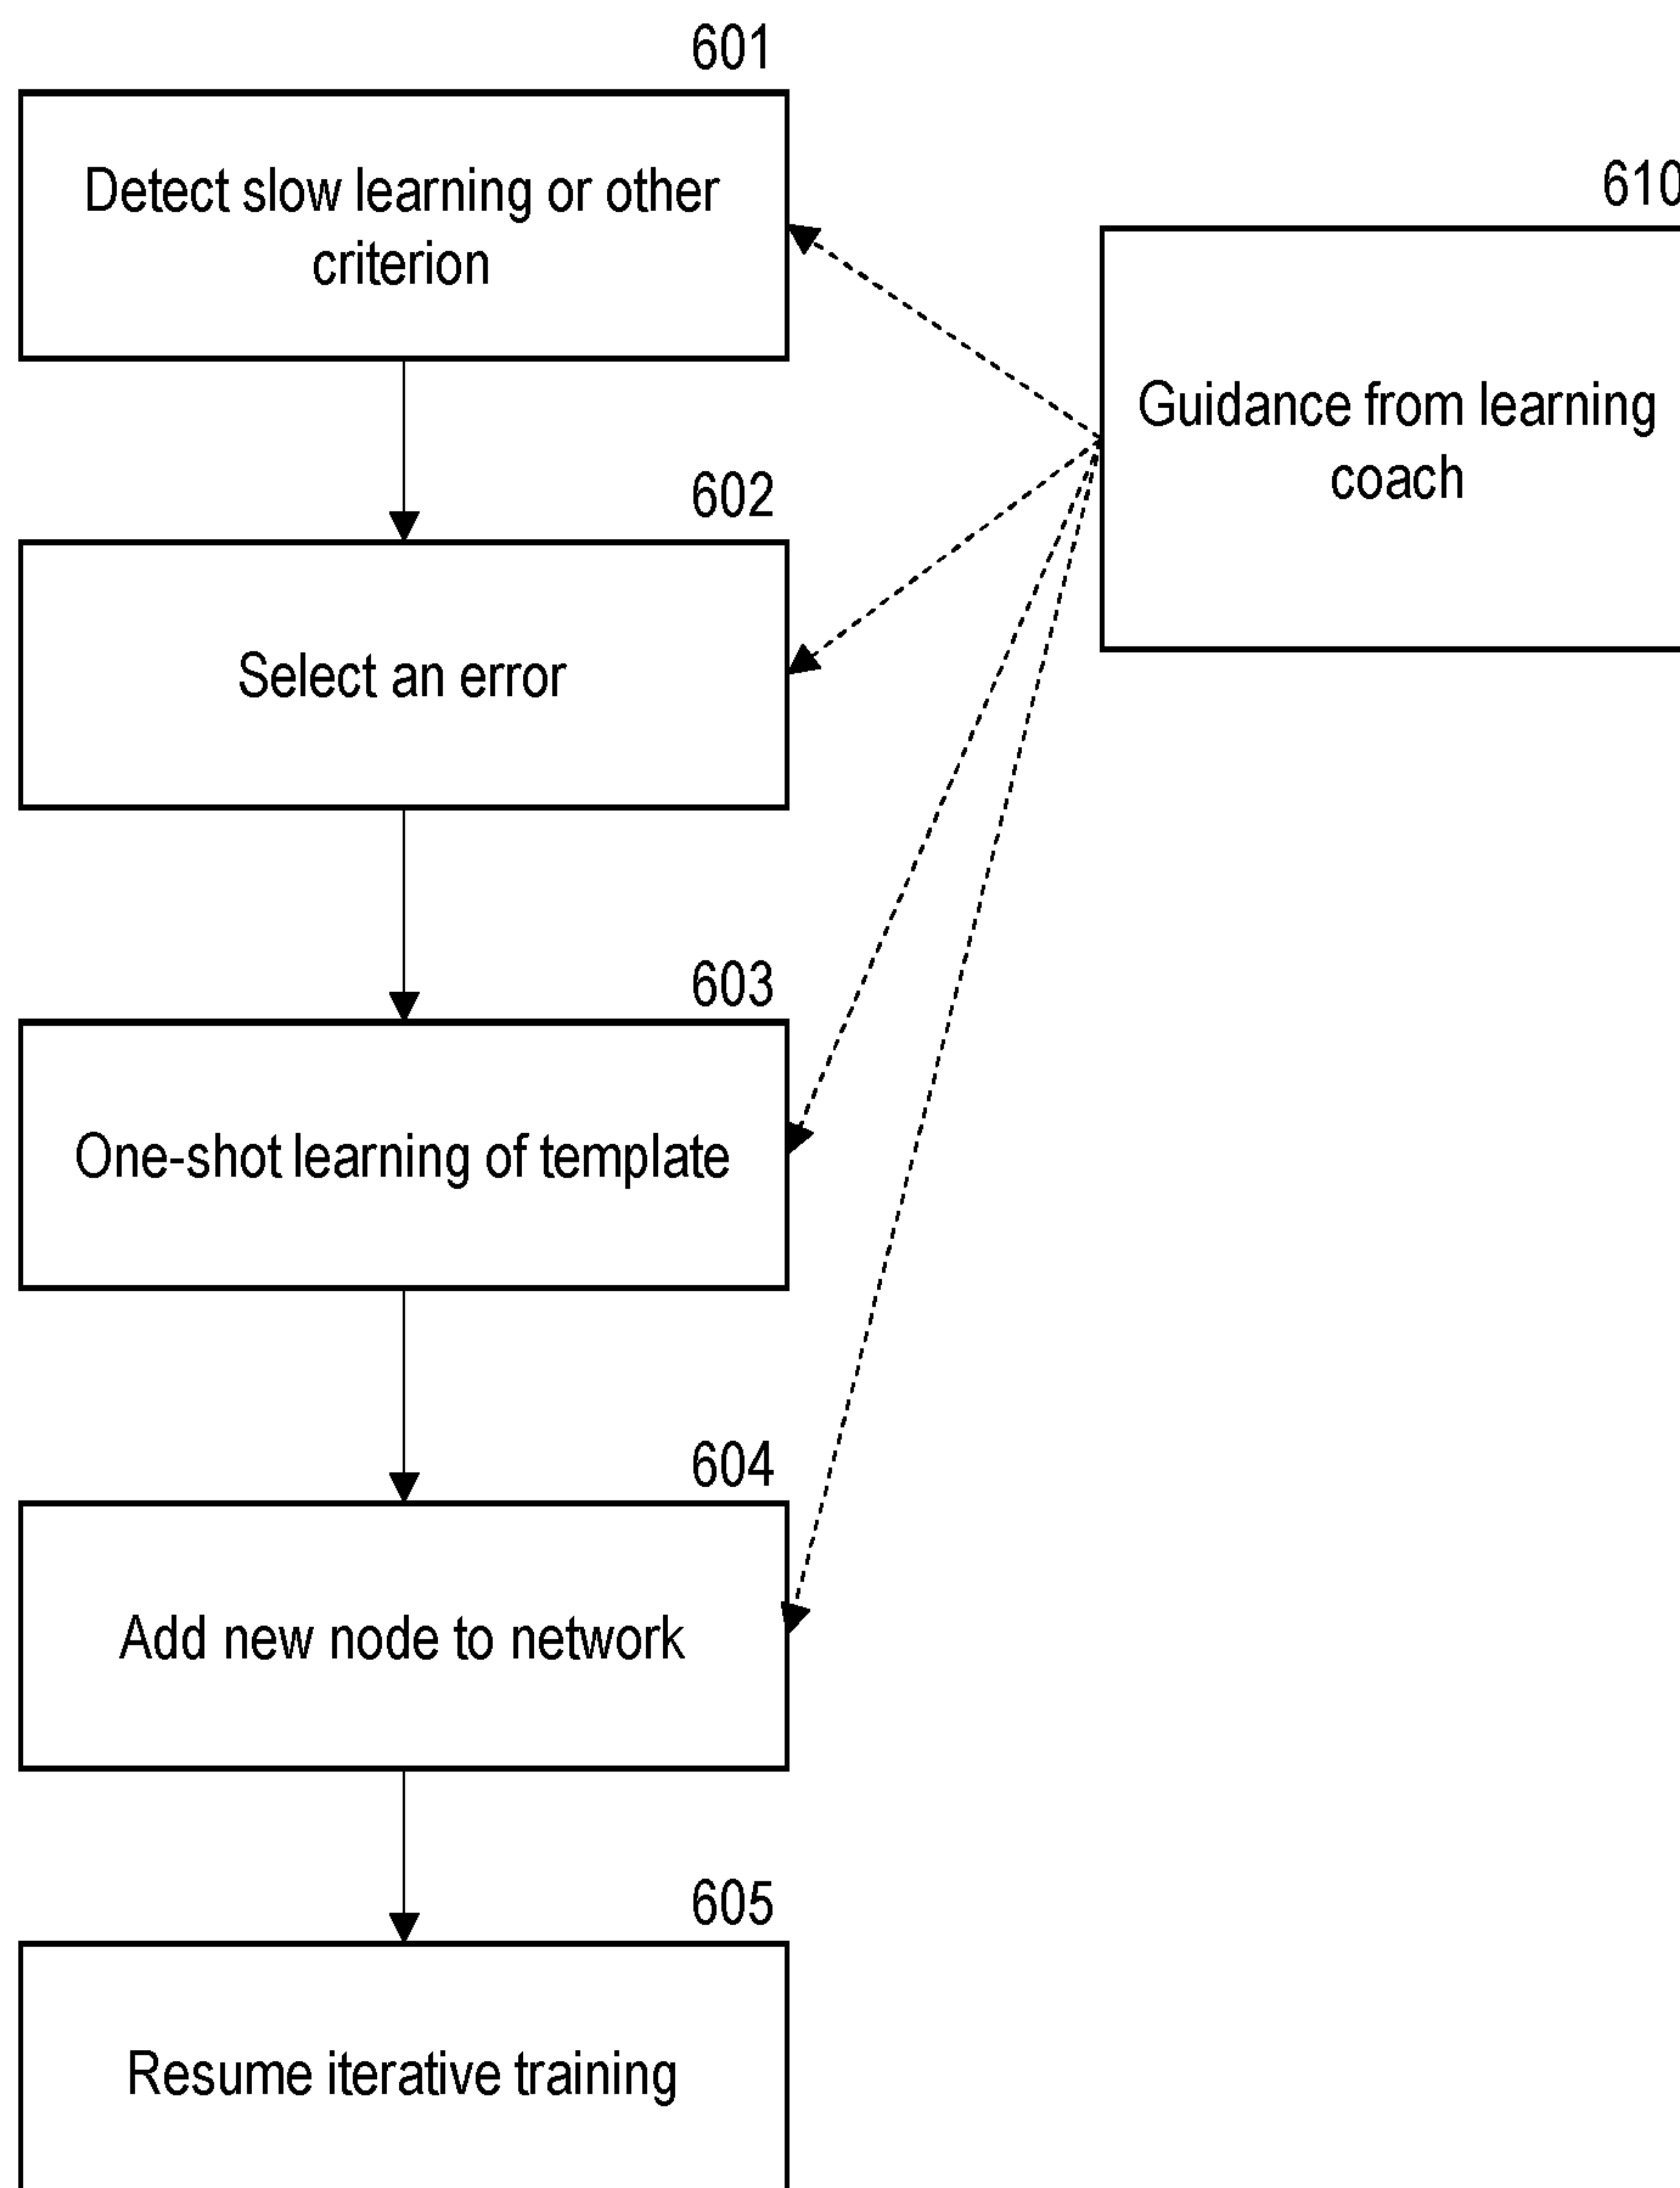 601
Detect slow learning or other
criterion
610
Guidance from learning
coach
602
Select an error
603
One-shot learning of template
604
Add new node to network
605
Resume iterative training